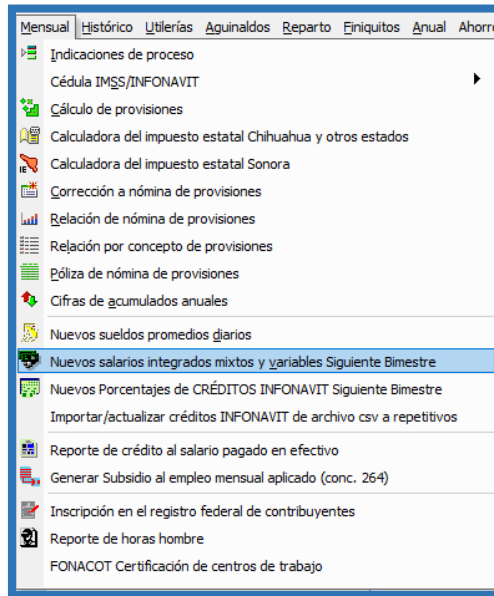 Mensual Histórico Utilerías Aguinaldos Reparto Finiquitos Anual Ahorro
Indicaciones de proceso
Cédula IMSS/INFONAVIT
Cálculo de provisiones
Calculadora del impuesto estatal Chihuahua y otros estados
Calculadora del impuesto estatal Sonora
Corrección a nómina de provisiones
Relación de nómina de provisiones
Relación por concepto de provisiones
Póliza de nómina de provisiones
Cifras de acumulados anuales
Nuevos sueldos promedios diarios
Nuevos salarios integrados mixtos y variables Siguiente Bimestre
Nuevos Porcentajes de CRÉDITOS INFONAVIT Siguiente Bimestre
Importar/actualizar créditos INFONAVIT de archivo csv a repetitivos
Reporte de crédito al salario pagado en efectivo
Generar Subsidio al empleo mensual aplicado (conc. 264)
Inscripción en el registro federal de contribuyentes
Reporte de horas hombre
FONACOT Certificación de centros de trabajo